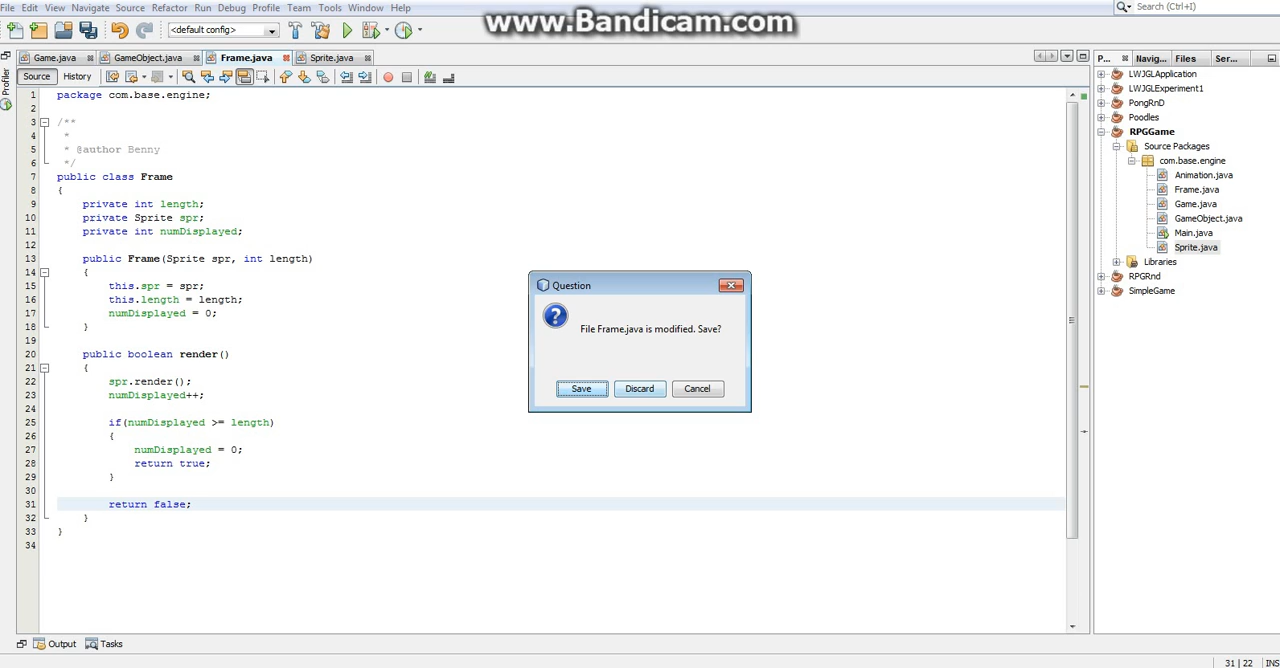 File Edit View Navigate Source Refactor Run Debug Profile Team Tools Window Help
www.Bandicam.com
Search (Ctrl+I)
<default config>
Game.java GameObject.java Frame.java Sprite.java
P... Navig... Files Ser...
Source History
Profiler
1 package com.base.engine;
2
3 /**
4 *
5 * @author Benny
6 */
7 public class Frame
8 {
9 private int length;
10 private Sprite spr;
11 private int numDisplayed;
12
13 public Frame(Sprite spr, int length)
14 {
15 this.spr = spr;
16 this.length = length;
17 numDisplayed = 0;
18 }
19
20 public boolean render()
21 {
22 spr.render();
23 numDisplayed++;
24
25 if(numDisplayed >= length)
26 {
27 numDisplayed = 0;
28 return true;
29 }
30
31 return false;
32 }
33 }
34
Question
File Frame.java is modified. Save?
Save Discard Cancel
LWJGLApplication
LWJGLExperiment1
PongRnD
Poodles
RPGGame
Source Packages
com.base.engine
Animation.java
Frame.java
Game.java
GameObject.java
Main.java
Sprite.java
Libraries
RPGRnd
SimpleGame
Output Tasks
31 | 22 INS